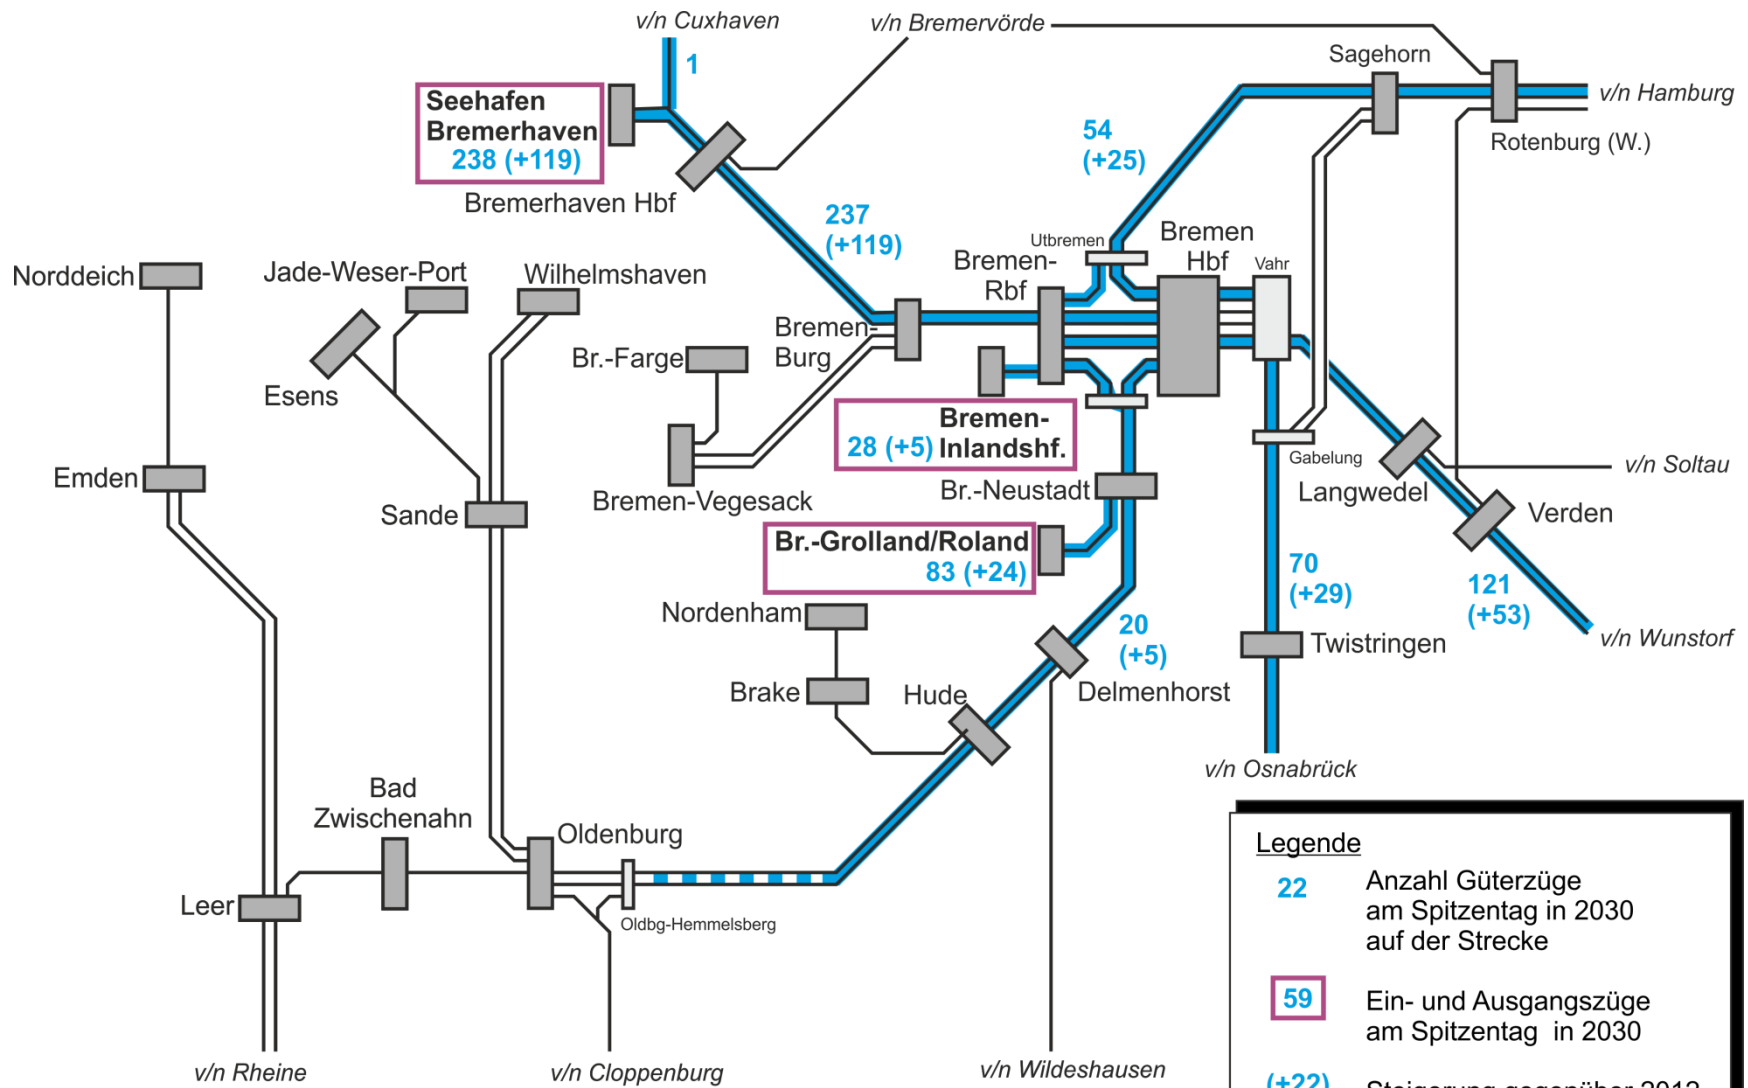 v/n Cuxhaven
v/n Bremervörde
1
Sagehorn
v/n Hamburg
Rotenburg (W.)
Seehafen
Bremerhaven
238 (+119)
Bremerhaven Hbf
54
(+25)
237
(+119)
Utbremen
Bremen
Hbf
Vahr
Bremen-
Rbf
Norddeich
Jade-Weser-Port
Wilhelmshaven
Bremen-
Burg
Br.-Farge
Esens
Bremen-
28 (+5) Inlandshf.
Gabelung
v/n Soltau
Emden
Bremen-Vegesack
Br.-Neustadt
Langwedel
Sande
Verden
Br.-Grolland/Roland
83 (+24)
70
(+29)
121
(+53)
Nordenham
20
(+5)
Twistringen
v/n Wunstorf
Brake
Hude
Delmenhorst
v/n Osnabrück
Bad
Zwischenahn
Oldenburg
Leer
Oldbg-Hemmelsberg
v/n Rheine
v/n Cloppenburg
v/n Wildeshausen
Legende
22 Anzahl Güterzüge
am Spitzentag in 2030
auf der Strecke
59 Ein- und Ausgangszüge
am Spitzentag in 2030
(+22) Steigerung gegenüber 2012